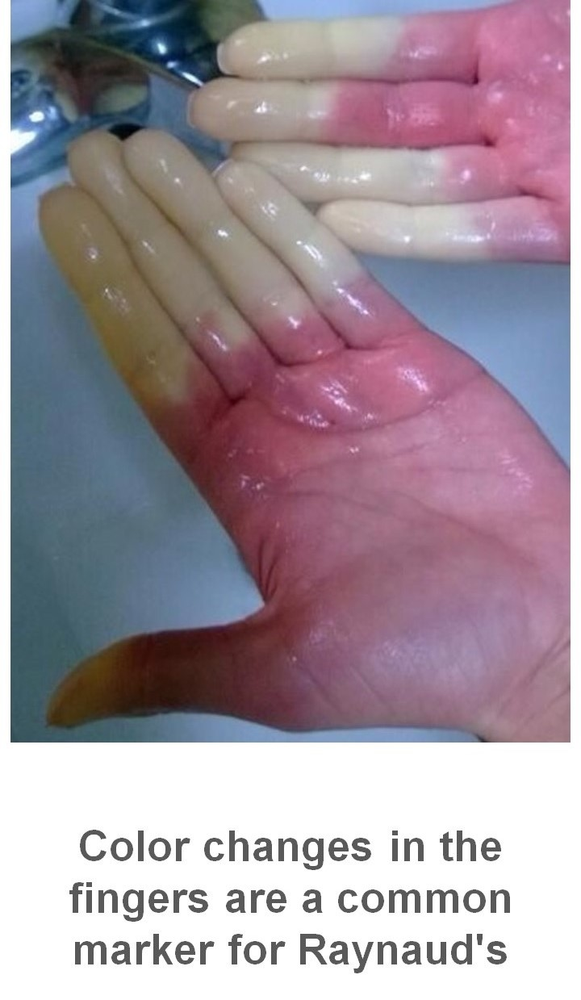 Color changes in the
fingers are a common
marker for Raynaud's